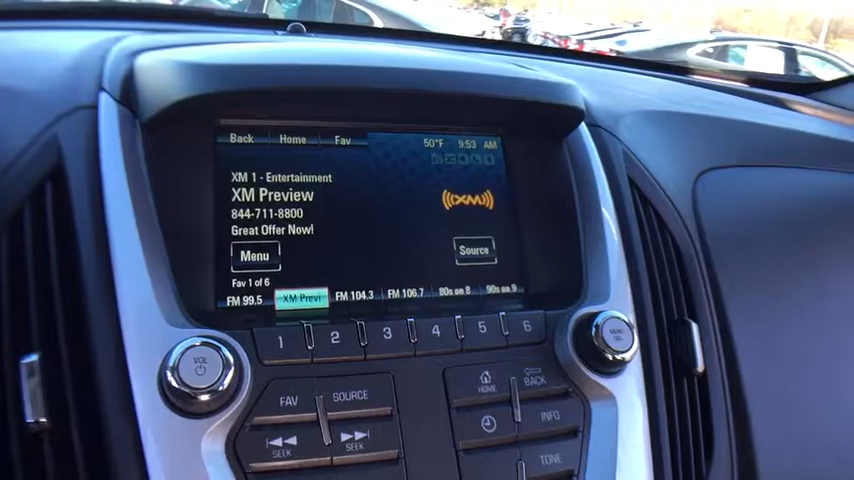 Back Home Fav 50°F 9:53 AM
XM 1 - Entertainment
XM Preview
844-711-8800
Great Offer Now!
XM
Menu Source
Fav 1 of 6
FM 99.5 XM Previ FM 104.3 FM 106.7 80s on 8 90s on 9
1 2 3 4 5 6
VOL
MENU
SEL
FAV SOURCE HOME BACK
SEEK SEEK INFO
TONE